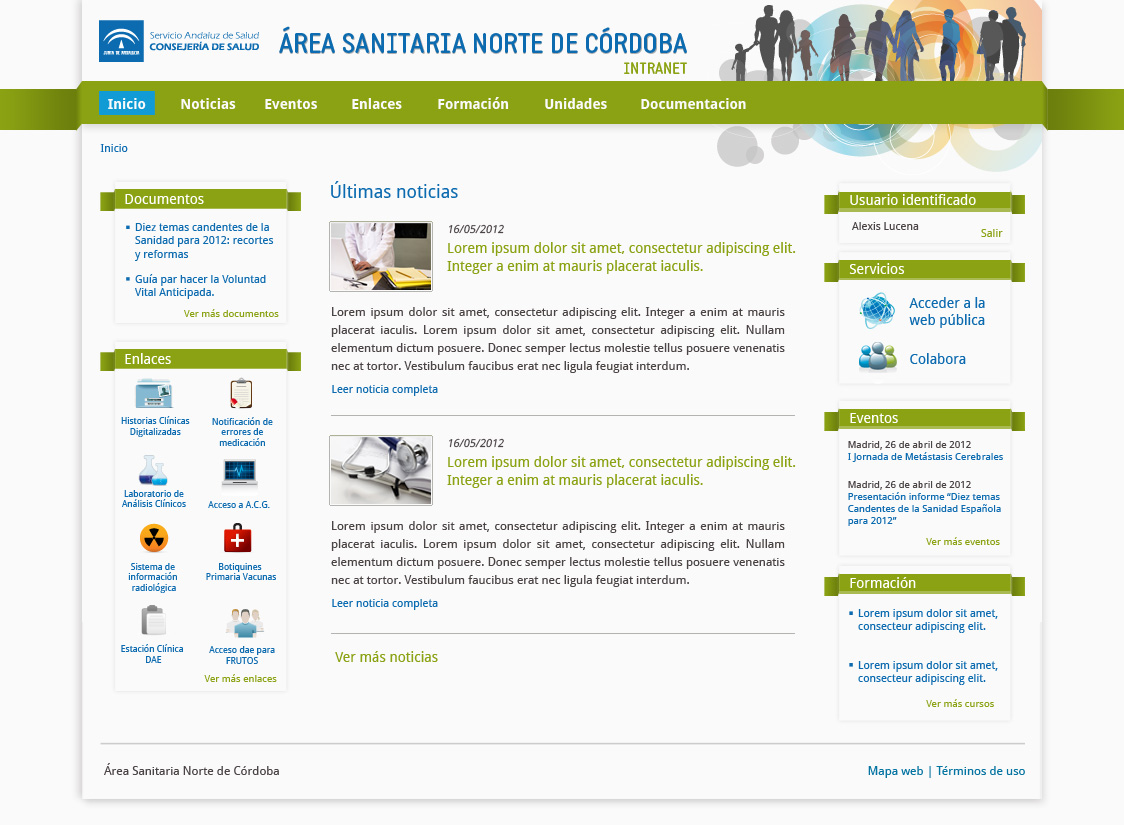 Servicio Andaluz de Salud
CONSEJERÍA DE SALUD
JUNTA DE ANDALUCIA
ÁREA SANITARIA NORTE DE CÓRDOBA
INTRANET
Inicio Noticias Eventos Enlaces Formación Unidades Documentacion
Inicio
Documentos
Diez temas candentes de la
Sanidad para 2012: recortes
y reformas
Guía par hacer la Voluntad
Vital Anticipada.
Ver más documentos
Enlaces
Historias Clínicas
Digitalizadas
Notificación de
errores de
medicación
Laboratorio de
Análisis Clínicos
Acceso a A.C.G.
Sistema de
información
radiológica
Botiquines
Primaria Vacunas
Estación Clínica
DAE
Acceso dae para
FRUTOS
Ver más enlaces
Últimas noticias
16/05/2012
Lorem ipsum dolor sit amet, consectetur adipiscing elit.
Integer a enim at mauris placerat iaculis.
Lorem ipsum dolor sit amet, consectetur adipiscing elit. Integer a enim at mauris
placerat iaculis. Lorem ipsum dolor sit amet, consectetur adipiscing elit. Nullam
elementum dictum posuere. Donec semper lectus molestie tellus posuere venenatis
nec at tortor. Vestibulum faucibus erat nec ligula feugiat interdum.
Leer noticia completa
16/05/2012
Lorem ipsum dolor sit amet, consectetur adipiscing elit.
Integer a enim at mauris placerat iaculis.
Lorem ipsum dolor sit amet, consectetur adipiscing elit. Integer a enim at mauris
placerat iaculis. Lorem ipsum dolor sit amet, consectetur adipiscing elit. Nullam
elementum dictum posuere. Donec semper lectus molestie tellus posuere venenatis
nec at tortor. Vestibulum faucibus erat nec ligula feugiat interdum.
Leer noticia completa
Ver más noticias
Usuario identificado
Alexis Lucena
Salir
Servicios
Acceder a la
web pública
Colabora
Eventos
Madrid, 26 de abril de 2012
I Jornada de Metástasis Cerebrales
Madrid, 26 de abril de 2012
Presentación informe “Diez temas
Candentes de la Sanidad Española
para 2012”
Ver más eventos
Formación
Lorem ipsum dolor sit amet,
consecteur adipiscing elit.
Lorem ipsum dolor sit amet,
consecteur adipiscing elit.
Ver más cursos
Área Sanitaria Norte de Córdoba
Mapa web | Términos de uso